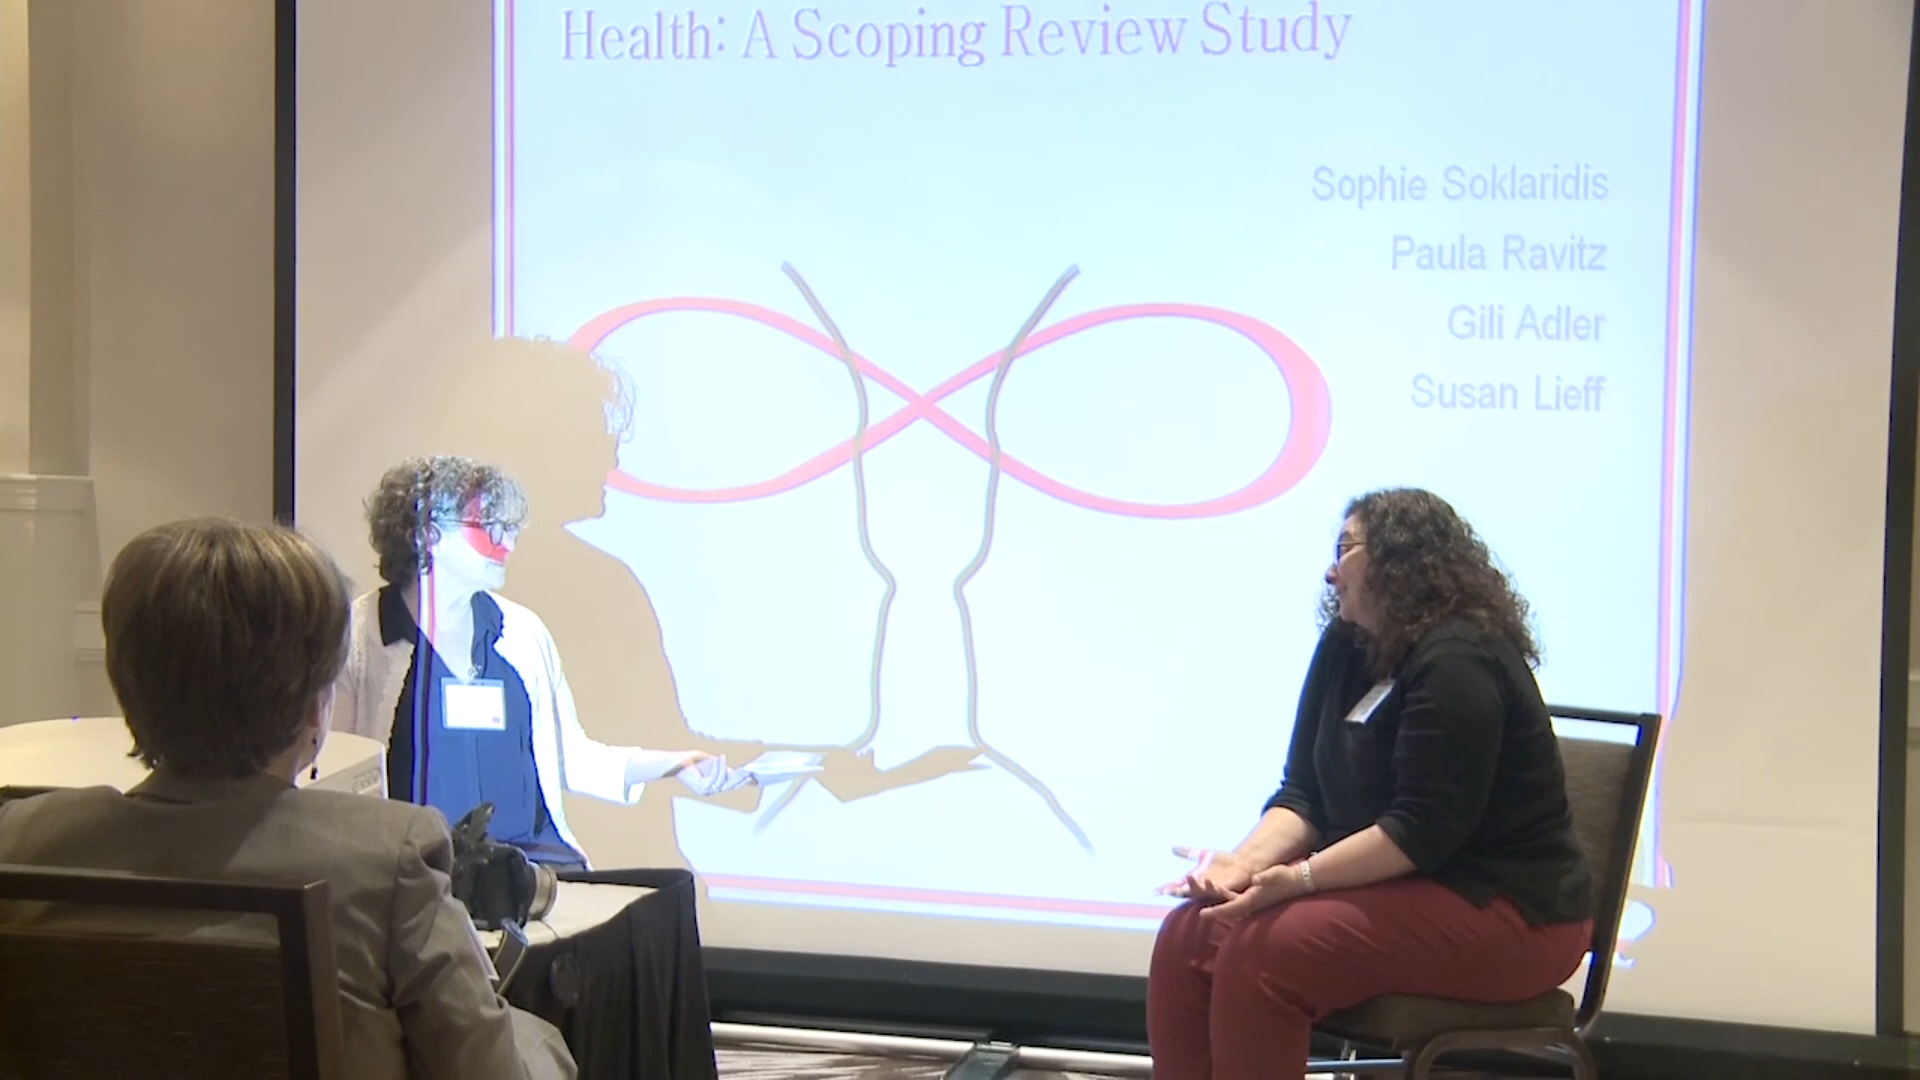 Health: A Scoping Review Study
Sophie Soklaridis
Paula Ravitz
Gili Adler
Susan Lieff